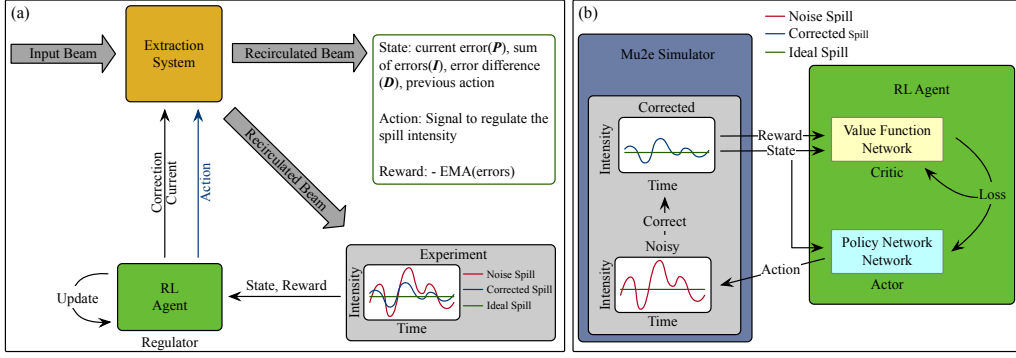 (a)
Input Beam
Extraction
System
Recirculated Beam
State: current error(P), sum
of errors(I), error difference
(D), previous action
Action: Signal to regulate the
spill intensity
Reward: - EMA(errors)
Recirculated Beam
Correction
Current
Action
Experiment
Noise Spill
Corrected Spill
Ideal Spill
Intensity
Time
State, Reward
RL
Agent
Update
Regulator
(b)
Noise Spill
Corrected Spill
Ideal Spill
Mu2e Simulator
Corrected
Intensity
Time
Correct
Noisy
Intensity
Time
Reward
State
Action
RL Agent
Value Function
Network
Critic
Loss
Policy Network
Network
Actor